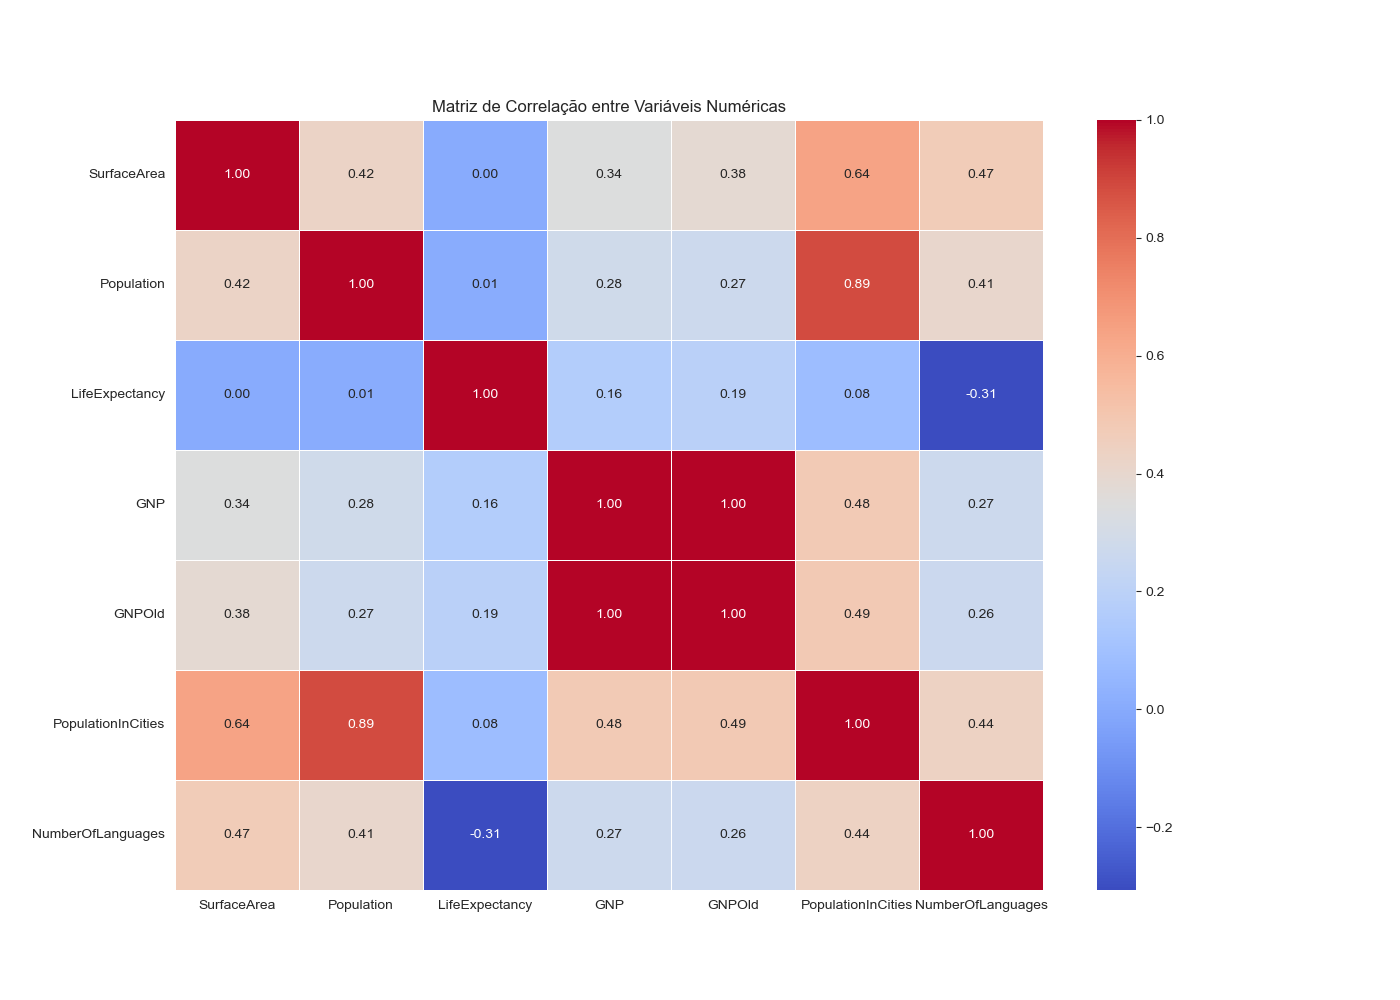 Matriz de Correlação entre Variáveis Numéricas
SurfaceArea 1.00 0.42 0.00 0.34 0.38 0.64 0.47
Population 0.42 1.00 0.01 0.28 0.27 0.89 0.41
LifeExpectancy 0.00 0.01 1.00 0.16 0.19 0.08 -0.31
GNP 0.34 0.28 0.16 1.00 1.00 0.48 0.27
GNPOld 0.38 0.27 0.19 1.00 1.00 0.49 0.26
PopulationInCities 0.64 0.89 0.08 0.48 0.49 1.00 0.44
NumberOfLanguages 0.47 0.41 -0.31 0.27 0.26 0.44 1.00
SurfaceArea Population LifeExpectancy GNP GNPOld PopulationInCities NumberOfLanguages
1.0
0.8
0.6
0.4
0.2
0.0
−0.2